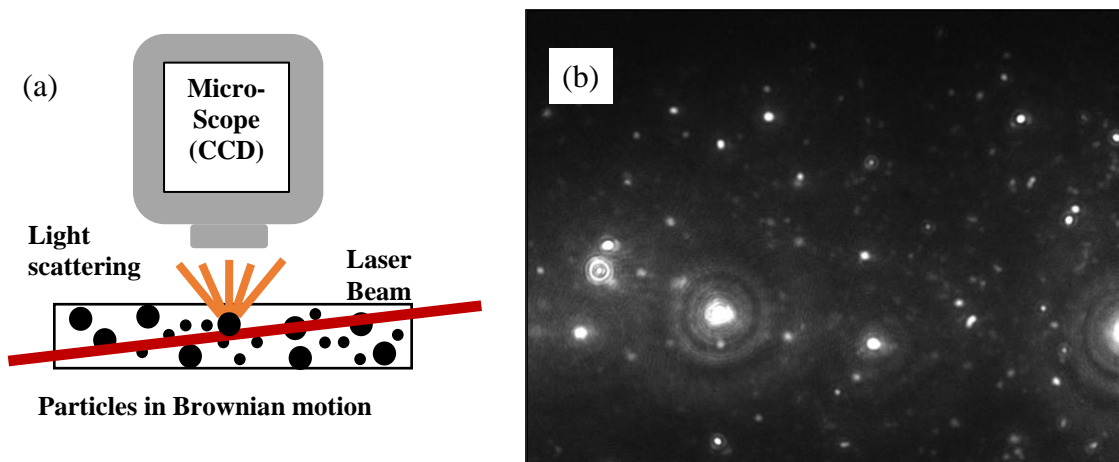 (a)
Micro-
Scope
(CCD)
Light
scattering
Laser
Beam
Particles in Brownian motion
(b)